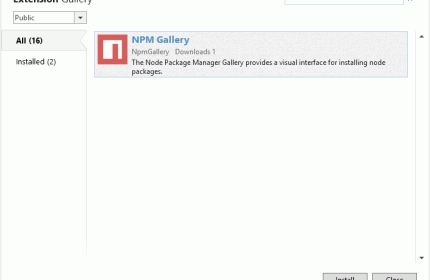 Extension Gallery
Public
All (16)
Installed (2)
NPM Gallery
NpmGallery Downloads 1
The Node Package Manager Gallery provides a visual interface for installing node
packages.
Install
Close